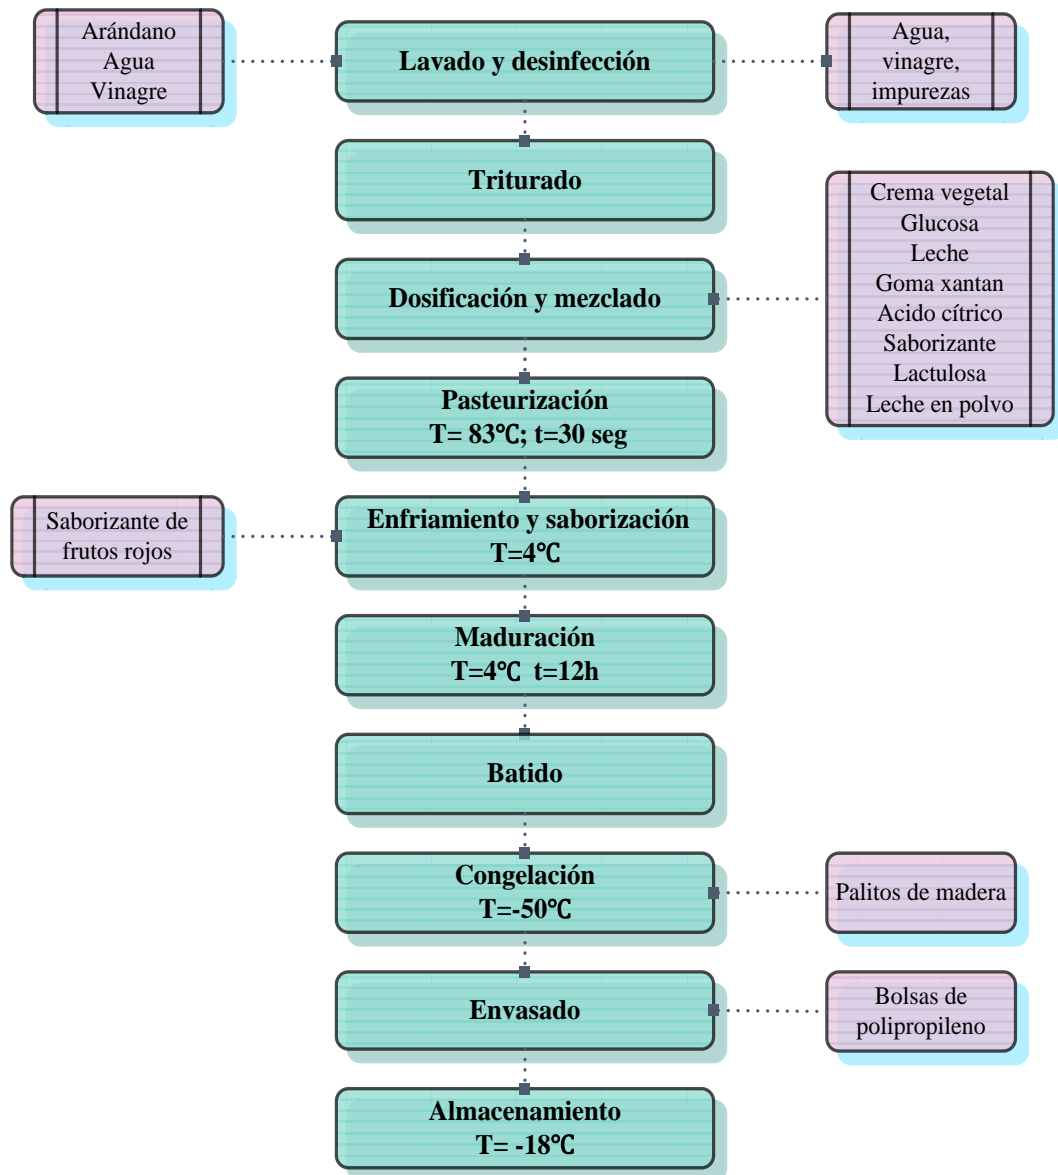 Arándano
Agua
Vinagre
Lavado y desinfección
Agua,
vinagre,
impurezas
Triturado
Dosificación y mezclado
Crema vegetal
Glucosa
Leche
Goma xantan
Acido cítrico
Saborizante
Lactulosa
Leche en polvo
Pasteurización
T= 83℃; t=30 seg
Saborizante de
frutos rojos
Enfriamiento y saborización
T=4℃
Maduración
T=4℃ t=12h
Batido
Congelación
T=-50℃
Palitos de madera
Envasado
Bolsas de
polipropileno
Almacenamiento
T= -18℃